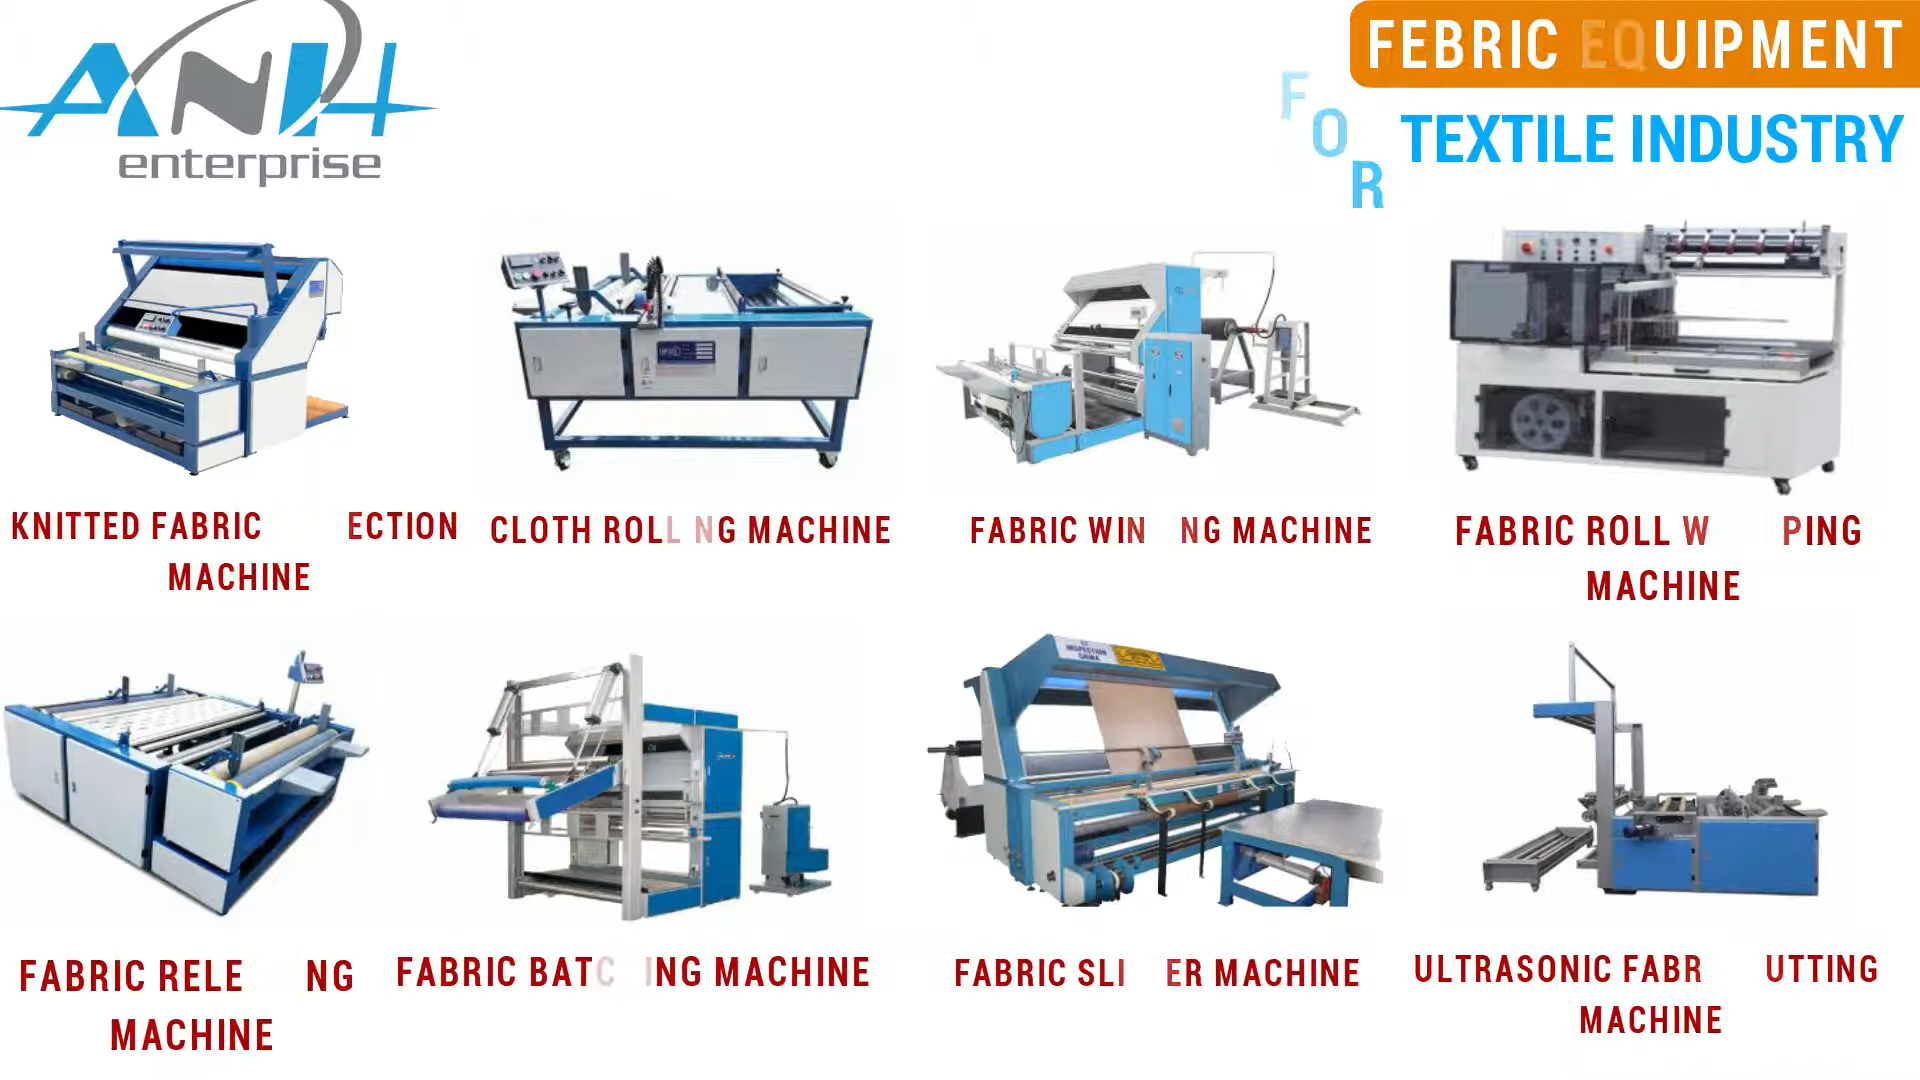 ANH
enterprise
FEBRIC EQUIPMENT
FOR TEXTILE INDUSTRY
KNITTED FABRIC ECTION
MACHINE
CLOTH ROLL NG MACHINE
FABRIC WIN NG MACHINE
FABRIC ROLL W PING
MACHINE
INSPECTION
CHINA
FABRIC RELE NG
MACHINE
FABRIC BATC ING MACHINE
FABRIC SLI ER MACHINE
ULTRASONIC FABR UTTING
MACHINE